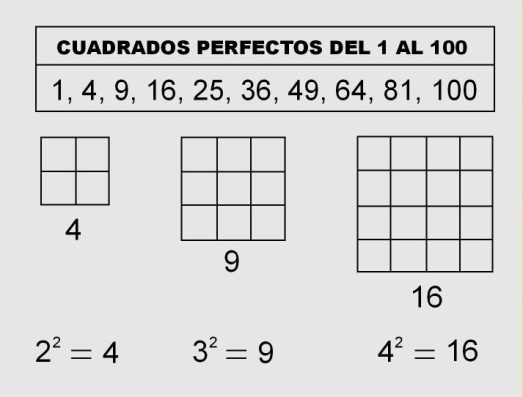 CUADRADOS PERFECTOS DEL 1 AL 100
1, 4, 9, 16, 25, 36, 49, 64, 81, 100
4
9
16
2² = 4
3² = 9
4² = 16